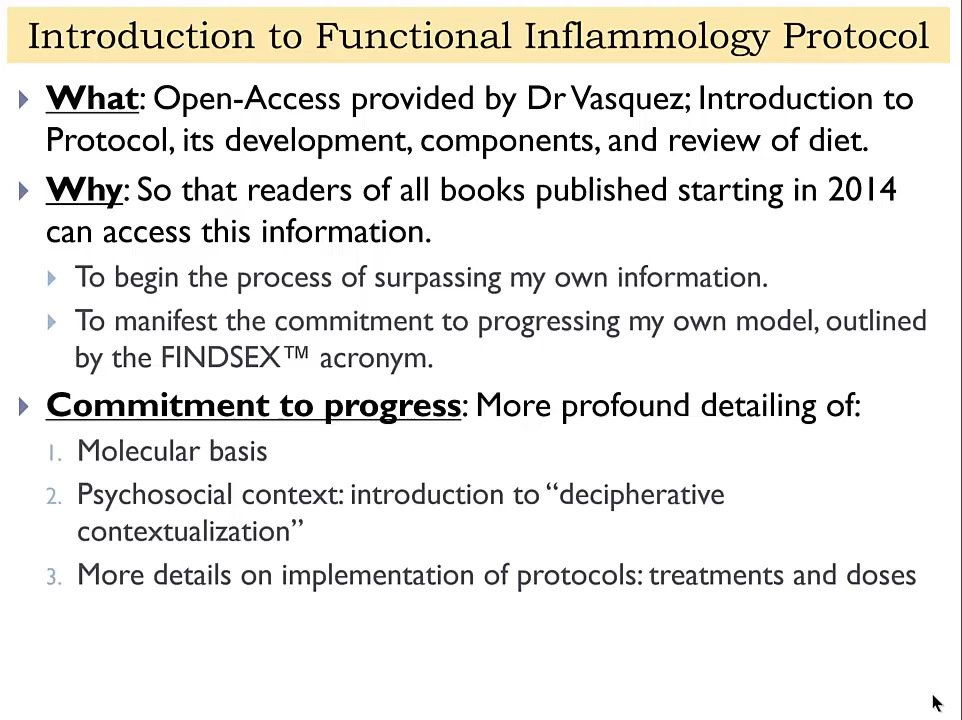 Introduction to Functional Inflammology Protocol
What: Open-Access provided by Dr Vasquez; Introduction to
Protocol, its development, components, and review of diet.
Why: So that readers of all books published starting in 2014
can access this information.
To begin the process of surpassing my own information.
To manifest the commitment to progressing my own model, outlined
by the FINDSEX™ acronym.
Commitment to progress: More profound detailing of:
1. Molecular basis
2. Psychosocial context: introduction to “decipherative
contextualization”
3. More details on implementation of protocols: treatments and doses